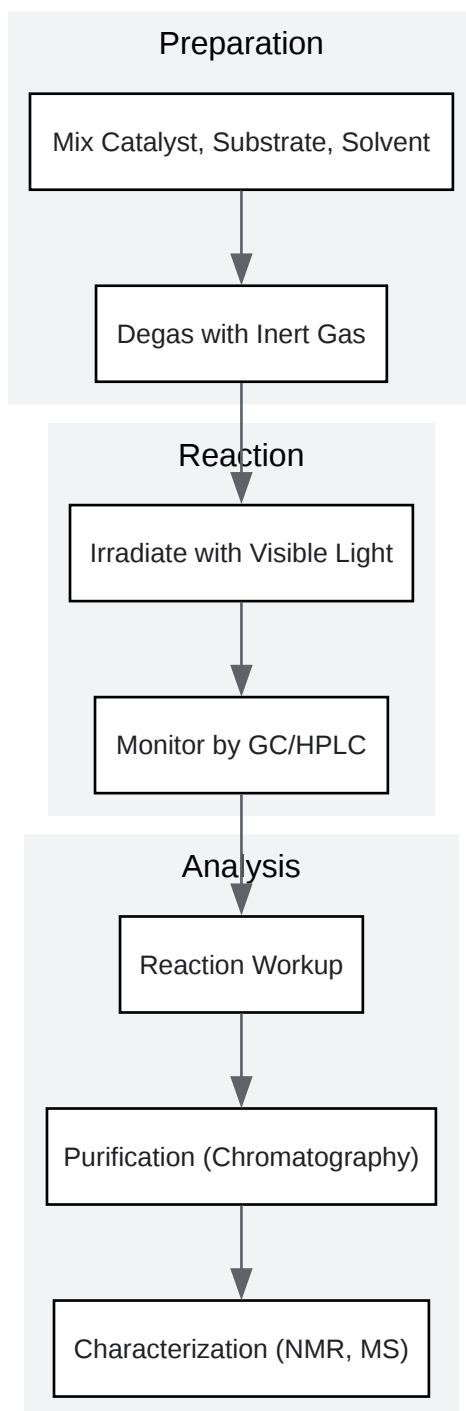 Preparation
Mix Catalyst, Substrate, Solvent
Degas with Inert Gas
Reaction
Irradiate with Visible Light
Monitor by GC/HPLC
Analysis
Reaction Workup
Purification (Chromatography)
Characterization (NMR, MS)